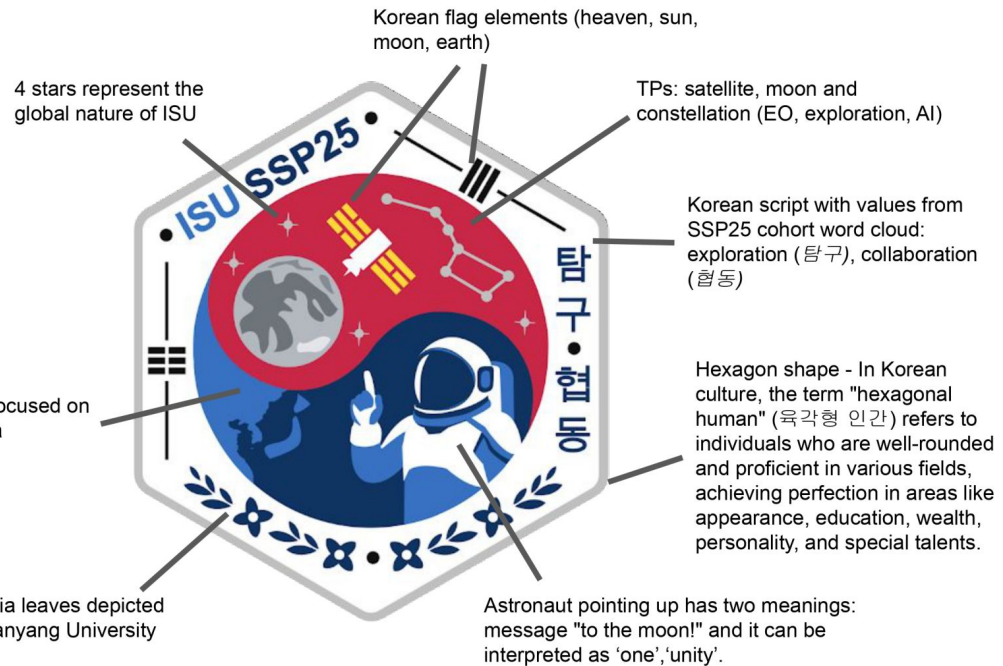 Korean flag elements (heaven, sun,
moon, earth)
4 stars represent the
global nature of ISU
TPs: satellite, moon and
constellation (EO, exploration, AI)
ISU SSP25
Korean script with values from
SSP25 cohort word cloud:
exploration (탐구), collaboration
(협동)
탐
구
협
동
Hexagon shape - In Korean
culture, the term "hexagonal
human" (육각형 인간) refers to
individuals who are well-rounded
and proficient in various fields,
achieving perfection in areas like
appearance, education, wealth,
personality, and special talents.
ocused on
ia leaves depicted
anyang University
Astronaut pointing up has two meanings:
message "to the moon!" and it can be
interpreted as ‘one’,‘unity’.